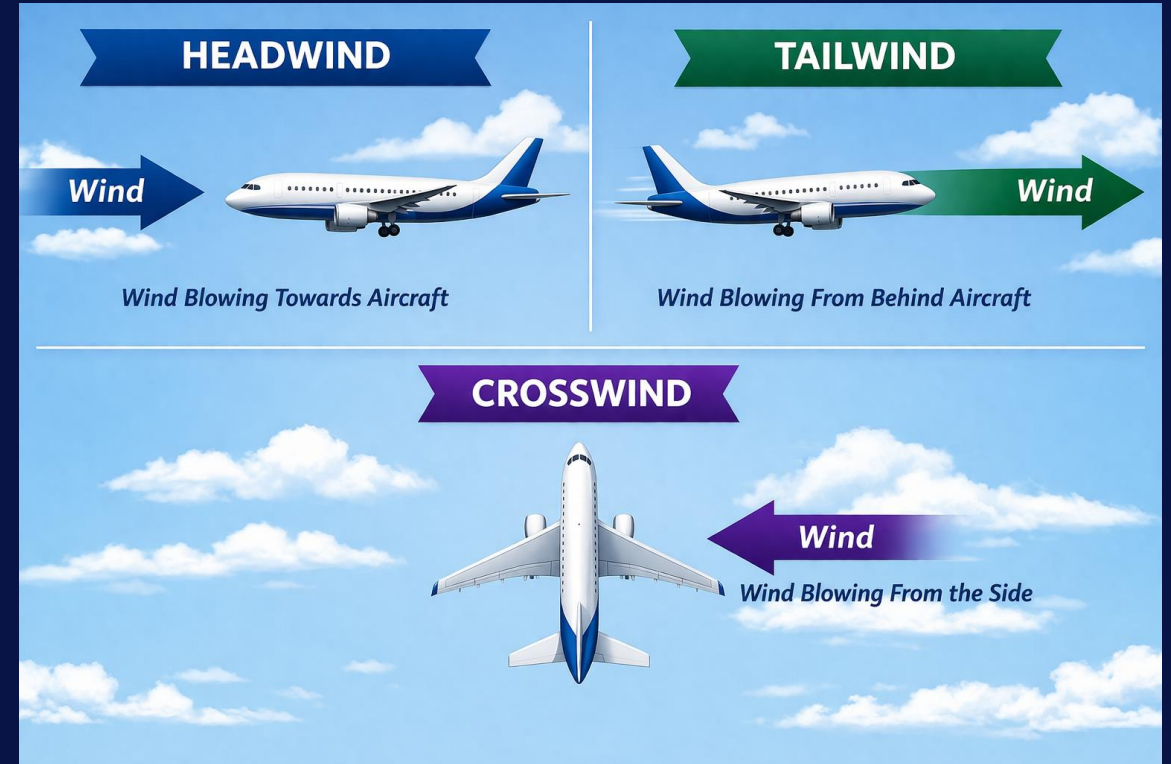 HEADWIND
Wind
Wind Blowing Towards Aircraft
TAILWIND
Wind
Wind Blowing From Behind Aircraft
CROSSWIND
Wind
Wind Blowing From the Side